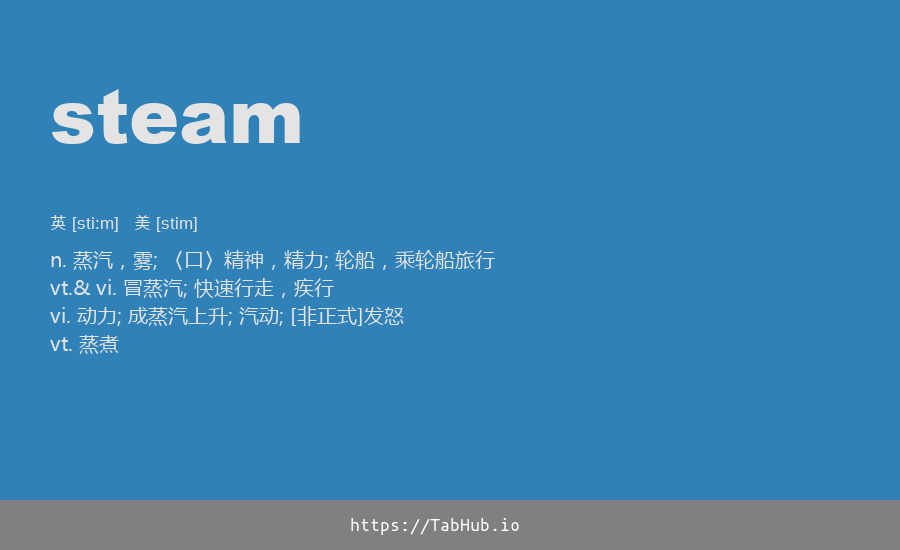 steam
英 [sti:m] 美 [stim]
n. 蒸汽，雾; 〈口〉精神，精力; 轮船，乘轮船旅行
vt.& vi. 冒蒸汽; 快速行走，疾行
vi. 动力; 成蒸汽上升; 汽动; [非正式]发怒
vt. 蒸煮
https://TabHub.io